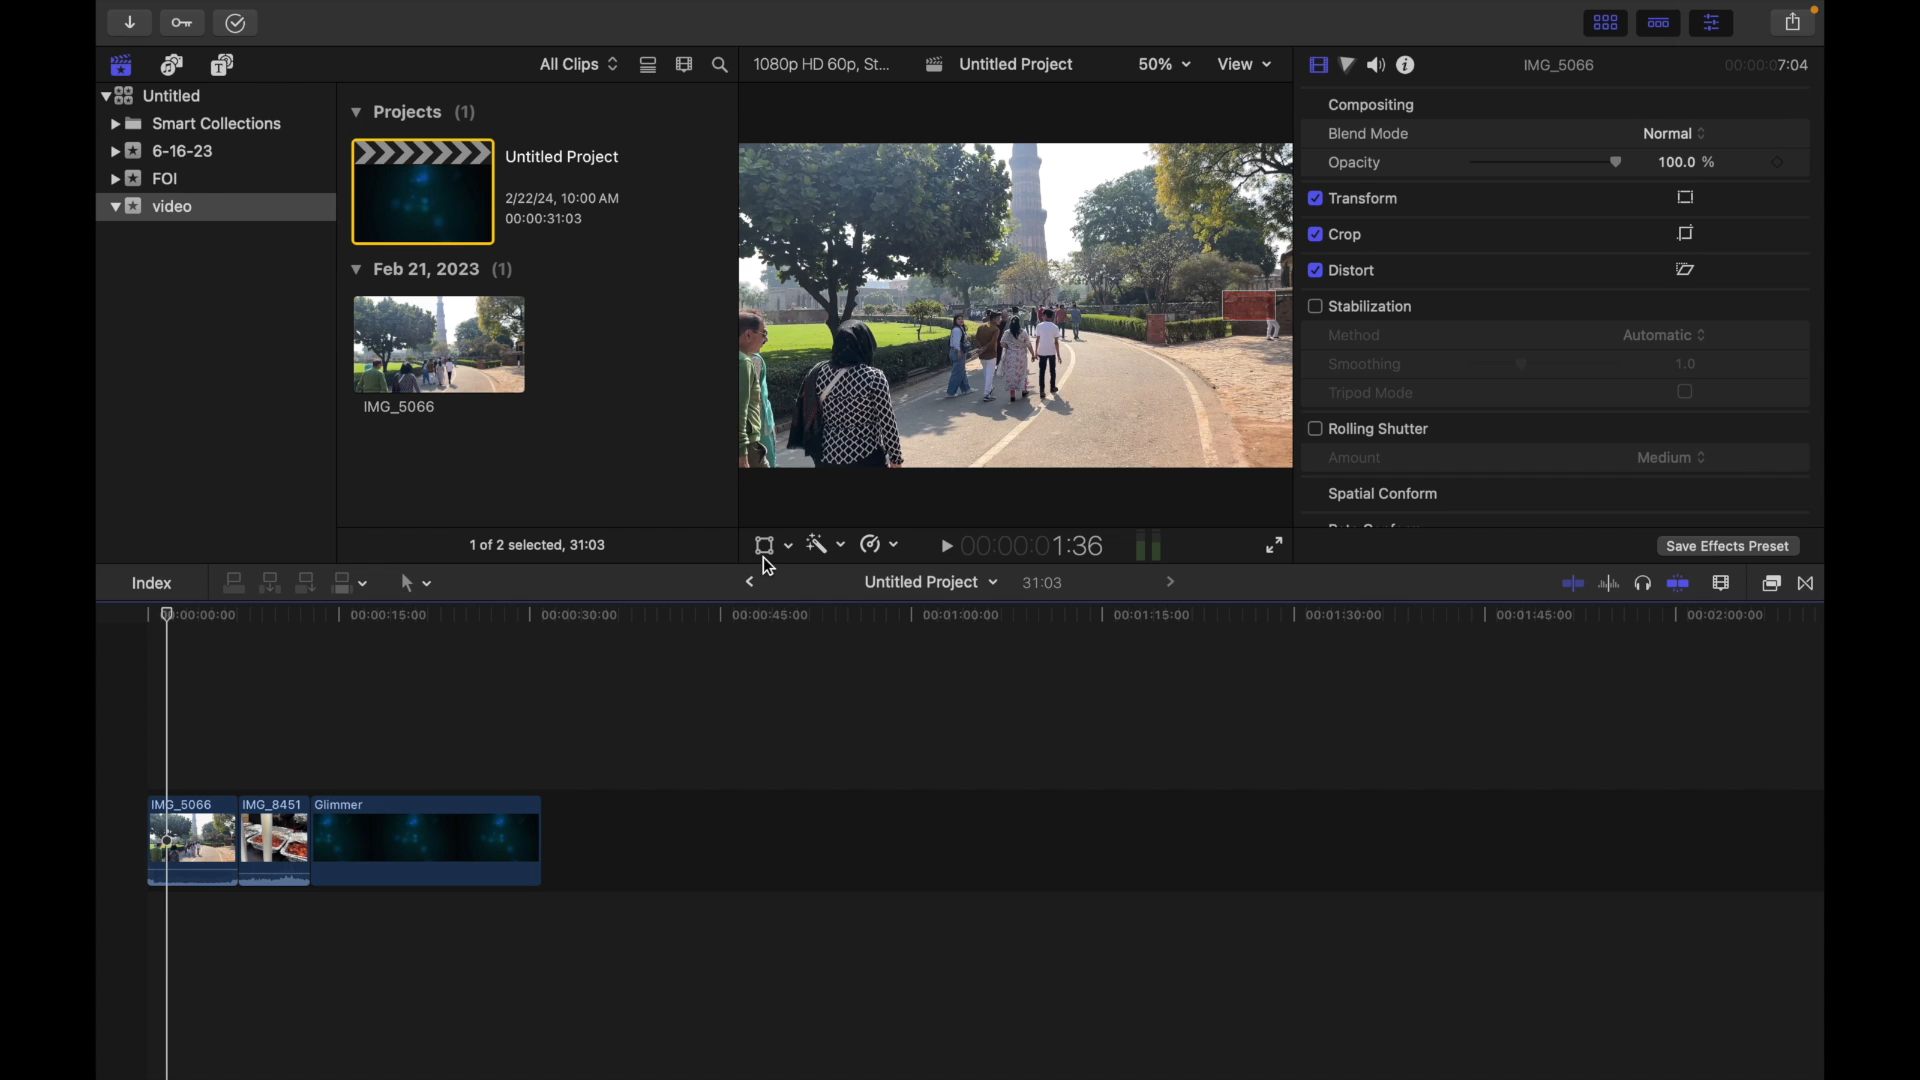 All Clips
1080p HD 60p, St...
Untitled Project
50%
View
IMG_5066
00:00:07:04
Untitled
Smart Collections
6-16-23
FOI
video
Projects (1)
Untitled Project
2/22/24, 10:00 AM
00:00:31:03
Feb 21, 2023 (1)
IMG_5066
1 of 2 selected, 31:03
00:00:01:36
Compositing
Blend Mode
Normal
Opacity
100.0 %
Transform
Crop
Distort
Stabilization
Method
Automatic
Smoothing
1.0
Tripod Mode
Rolling Shutter
Amount
Medium
Spatial Conform
Save Effects Preset
Index
Untitled Project
31:03
00:00:00:00
00:00:15:00
00:00:30:00
00:00:45:00
00:01:00:00
00:01:15:00
00:01:30:00
00:01:45:00
00:02:00:00
IMG_5066
IMG_8451
Glimmer